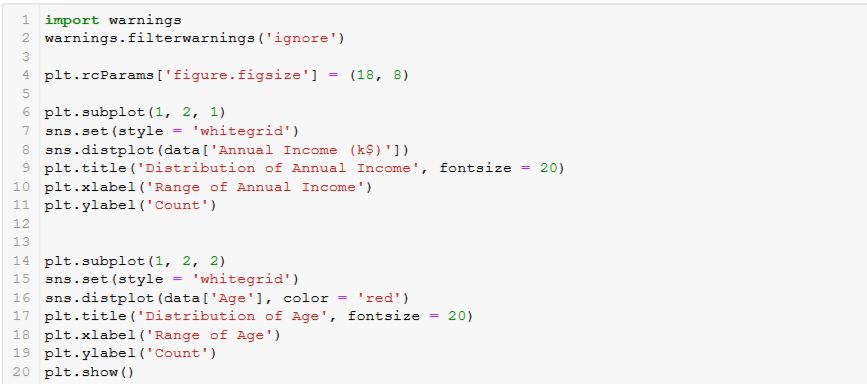 1 import warnings
2 warnings.filterwarnings('ignore')
3
4 plt.rcParams['figure.figsize'] = (18, 8)
5
6 plt.subplot(1, 2, 1)
7 sns.set(style = 'whitegrid')
8 sns.distplot(data['Annual Income (k$)'])
9 plt.title('Distribution of Annual Income', fontsize = 20)
10 plt.xlabel('Range of Annual Income')
11 plt.ylabel('Count')
12
13
14 plt.subplot(1, 2, 2)
15 sns.set(style = 'whitegrid')
16 sns.distplot(data['Age'], color = 'red')
17 plt.title('Distribution of Age', fontsize = 20)
18 plt.xlabel('Range of Age')
19 plt.ylabel('Count')
20 plt.show()